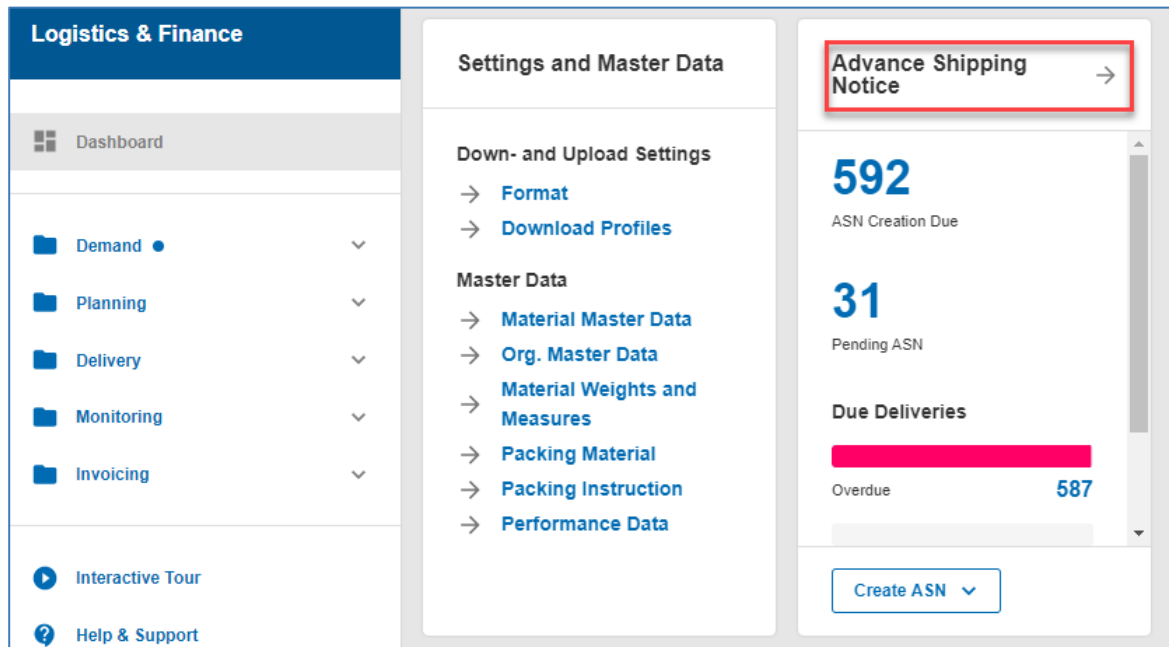 Logistics & Finance
Dashboard
Demand
Planning
Delivery
Monitoring
Invoicing
Interactive Tour
Help & Support
Settings and Master Data
Down- and Upload Settings
Format
Download Profiles
Master Data
Material Master Data
Org. Master Data
Material Weights and
Measures
Packing Material
Packing Instruction
Performance Data
Advance Shipping
Notice
592
ASN Creation Due
31
Pending ASN
Due Deliveries
Overdue 587
Create ASN